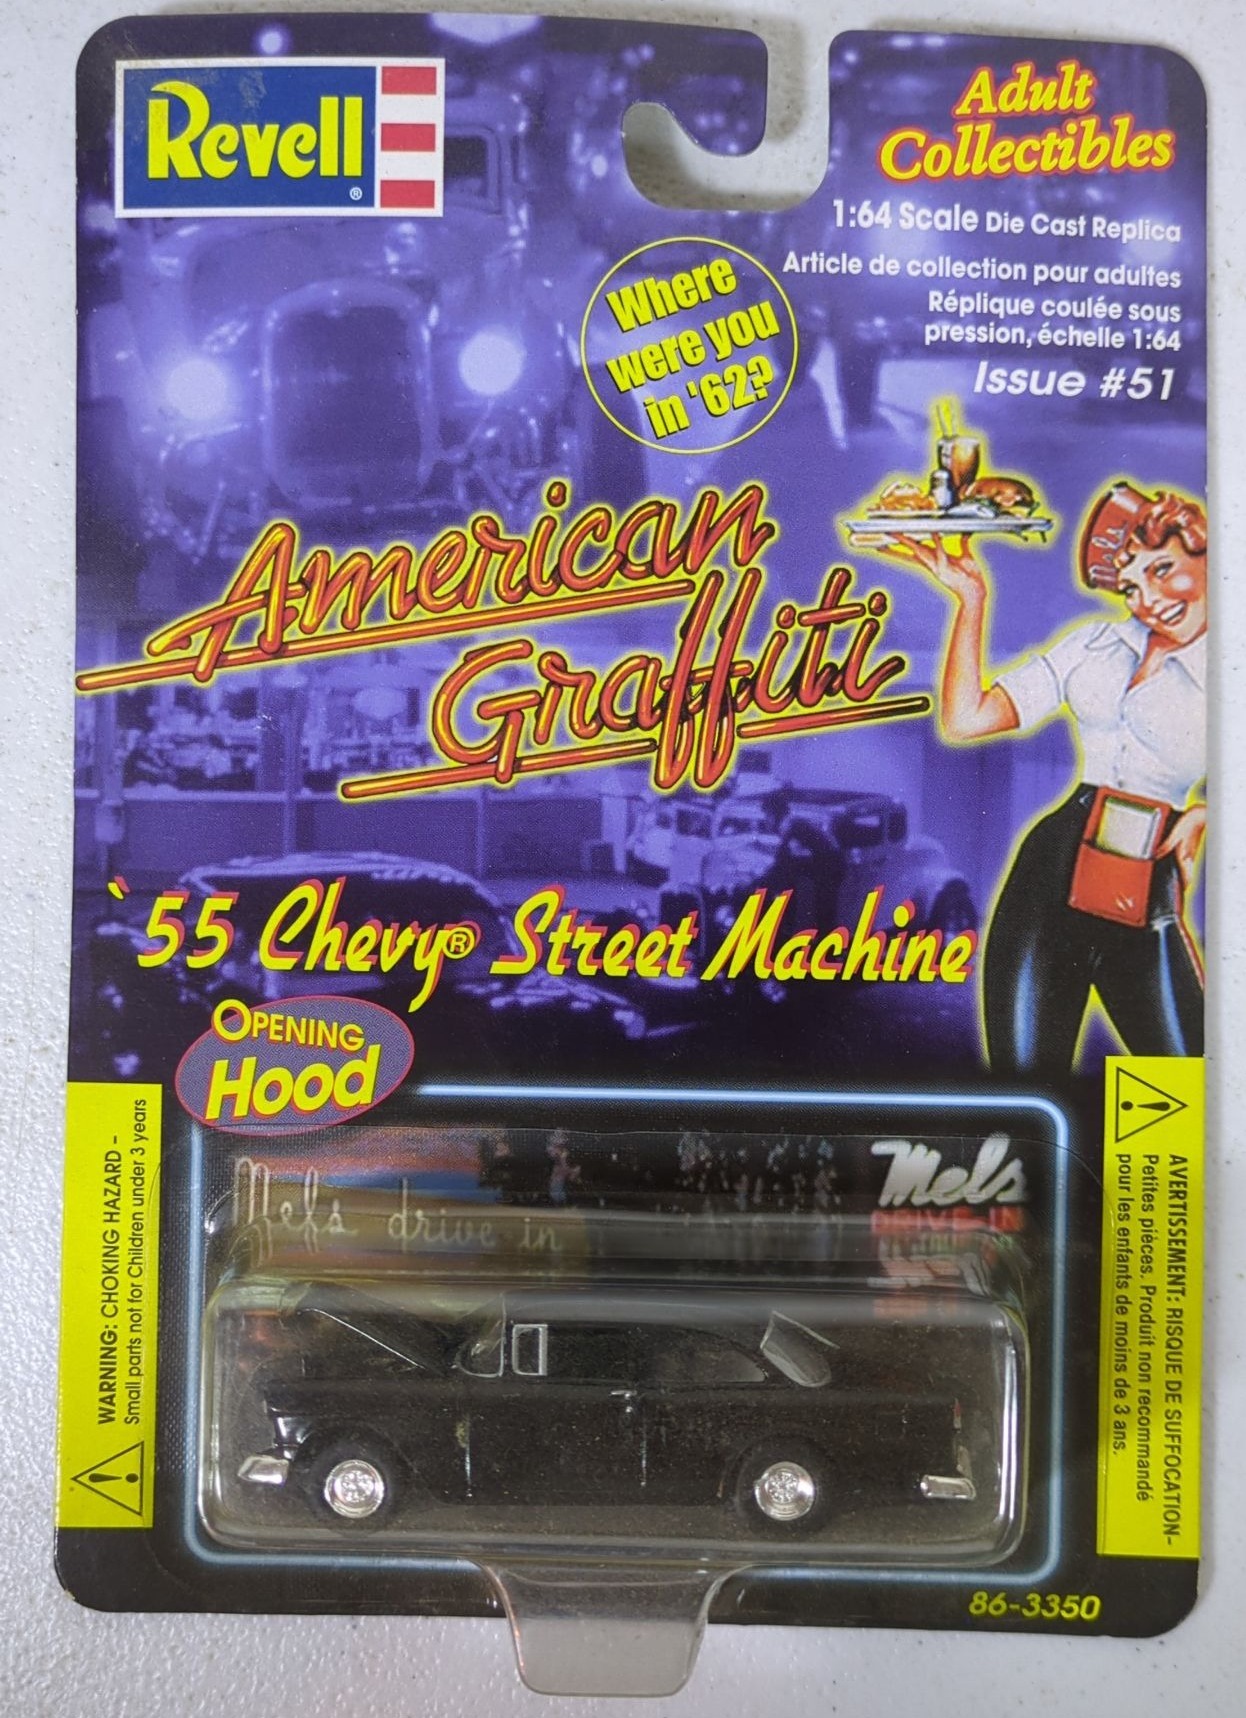 Revell®
Adult
Collectibles
1:64 Scale Die Cast Replica
Article de collection pour adultes
Réplique coulée sous
pression, échelle 1:64
Issue #51
Where
were you
in '62?
American
Graffiti
Mels
'55 Chevy® Street Machine
OPENING
Hood
WARNING: CHOKING HAZARD -
Small parts not for Children under 3 years
AVERTISSEMENT: RISQUE DE SUFFOCATION-
Petites pièces. Produit non recommandé
pour les enfants de moins de 3 ans.
Mel's drive in
Mels
DRIVE-IN
86-3350